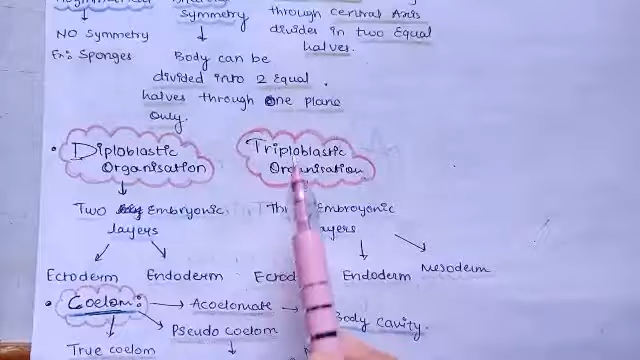 Symmetry
through central Axis
NO Symmetry
divides in two Equal
halves.
Ex:- Sponges
Body can be
divided into 2 Equal
halves through one plane
only.
Diploblastic
Organisation
Triploblastic
Organisation
Two Embryonic
layers
Embroyonic
Ectoderm
Endoderm
Endoderm
Mesoderm
Coelom:
Acoelomate
Body cavity.
Pseudo coelom
True coelom